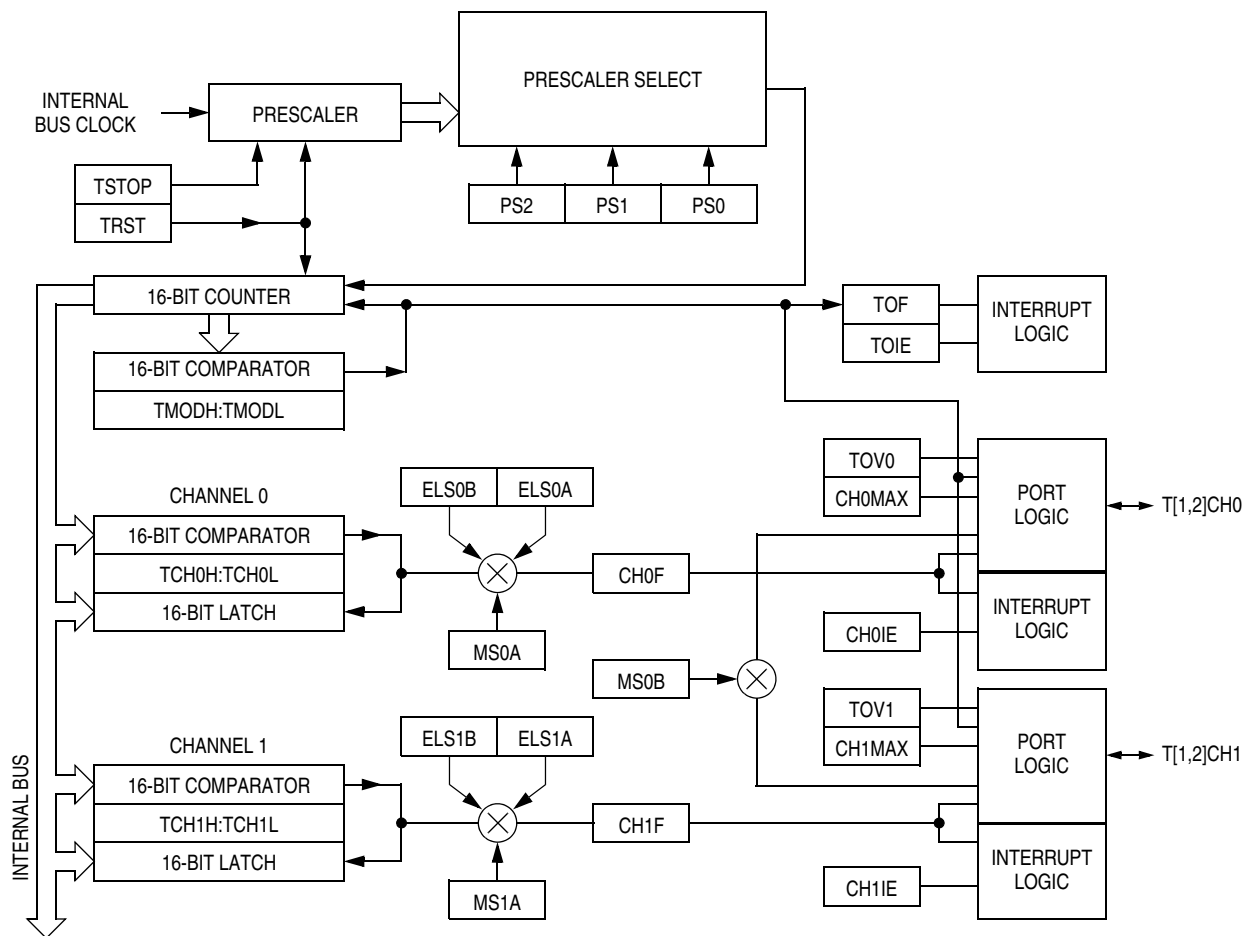 PRESCALER SELECT
INTERNAL
BUS CLOCK
PRESCALER
TSTOP
TRST
PS2
PS1
PS0
16-BIT COUNTER
TOF
TOIE
INTERRUPT
LOGIC
16-BIT COMPARATOR
TMODH:TMODL
CHANNEL 0
16-BIT COMPARATOR
TCH0H:TCH0L
16-BIT LATCH
ELS0B
ELS0A
MS0A
CH0F
TOV0
CH0MAX
PORT
LOGIC
T[1,2]CH0
INTERRUPT
LOGIC
CH0IE
MS0B
CHANNEL 1
16-BIT COMPARATOR
TCH1H:TCH1L
16-BIT LATCH
ELS1B
ELS1A
MS1A
CH1F
TOV1
CH1MAX
PORT
LOGIC
T[1,2]CH1
INTERRUPT
LOGIC
CH1IE
INTERNAL BUS